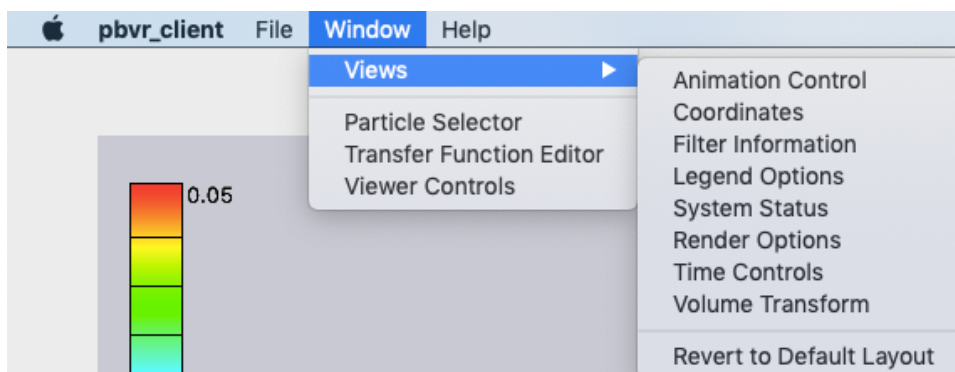 pbvr_client File Window Help
Views
Particle Selector
Transfer Function Editor
Viewer Controls
Animation Control
Coordinates
Filter Information
Legend Options
System Status
Render Options
Time Controls
Volume Transform
Revert to Default Layout
0.05